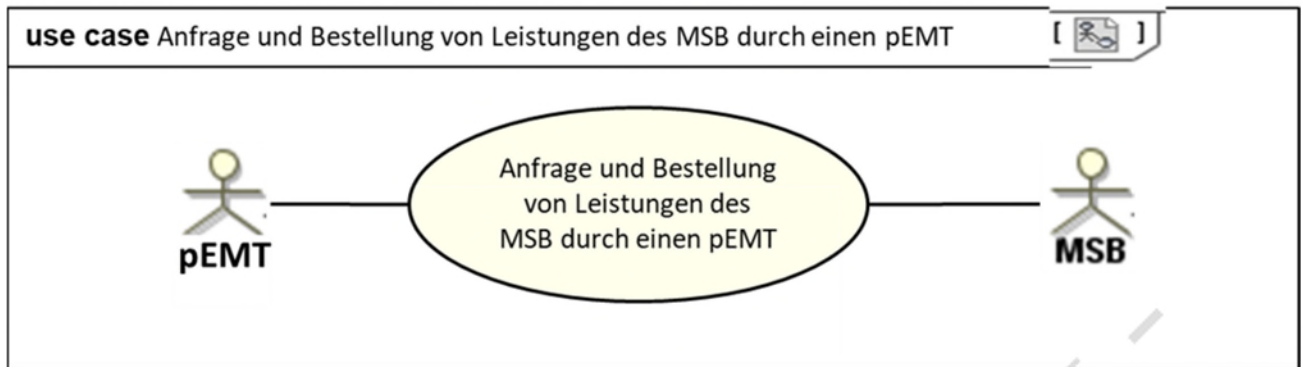 use case Anfrage und Bestellung von Leistungen des MSB durch einen pEMT [ ]
Anfrage und Bestellung
von Leistungen des
MSB durch einen pEMT
pEMT
MSB